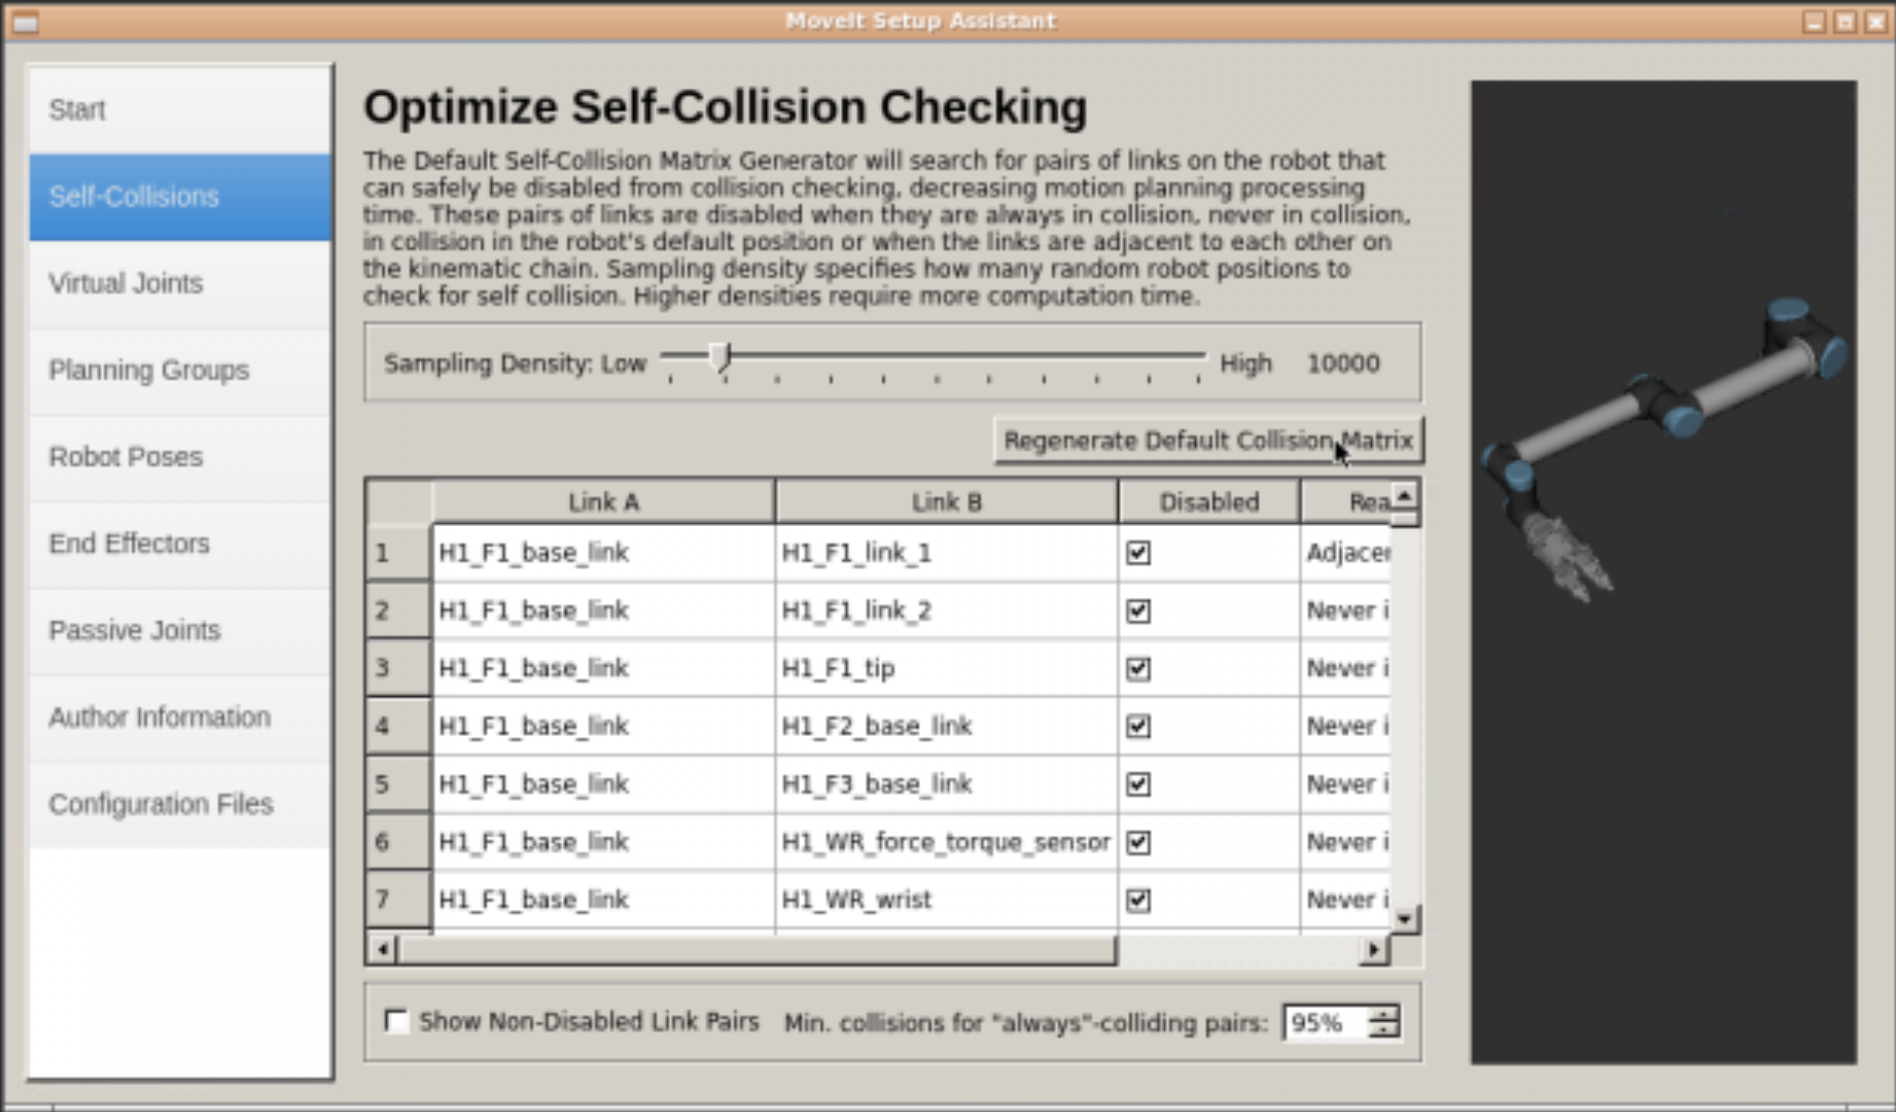 MoveIt Setup Assistant
Start
Self-Collisions
Virtual Joints
Planning Groups
Robot Poses
End Effectors
Passive Joints
Author Information
Configuration Files
Optimize Self-Collision Checking
The Default Self-Collision Matrix Generator will search for pairs of links on the robot that
can safely be disabled from collision checking, decreasing motion planning processing
time. These pairs of links are disabled when they are always in collision, never in collision,
in collision in the robot's default position or when the links are adjacent to each other on
the kinematic chain. Sampling density specifies how many random robot positions to
check for self collision. Higher densities require more computation time.
Sampling Density: Low High 10000
Regenerate Default Collision Matrix
Link A Link B Disabled Rea
1 H1_F1_base_link H1_F1_link_1 Adjacer
2 H1_F1_base_link H1_F1_link_2 Never i
3 H1_F1_base_link H1_F1_tip Never i
4 H1_F1_base_link H1_F2_base_link Never i
5 H1_F1_base_link H1_F3_base_link Never i
6 H1_F1_base_link H1_WR_force_torque_sensor Never i
7 H1_F1_base_link H1_WR_wrist Never i
Show Non-Disabled Link Pairs Min. collisions for "always"-colliding pairs: 95%